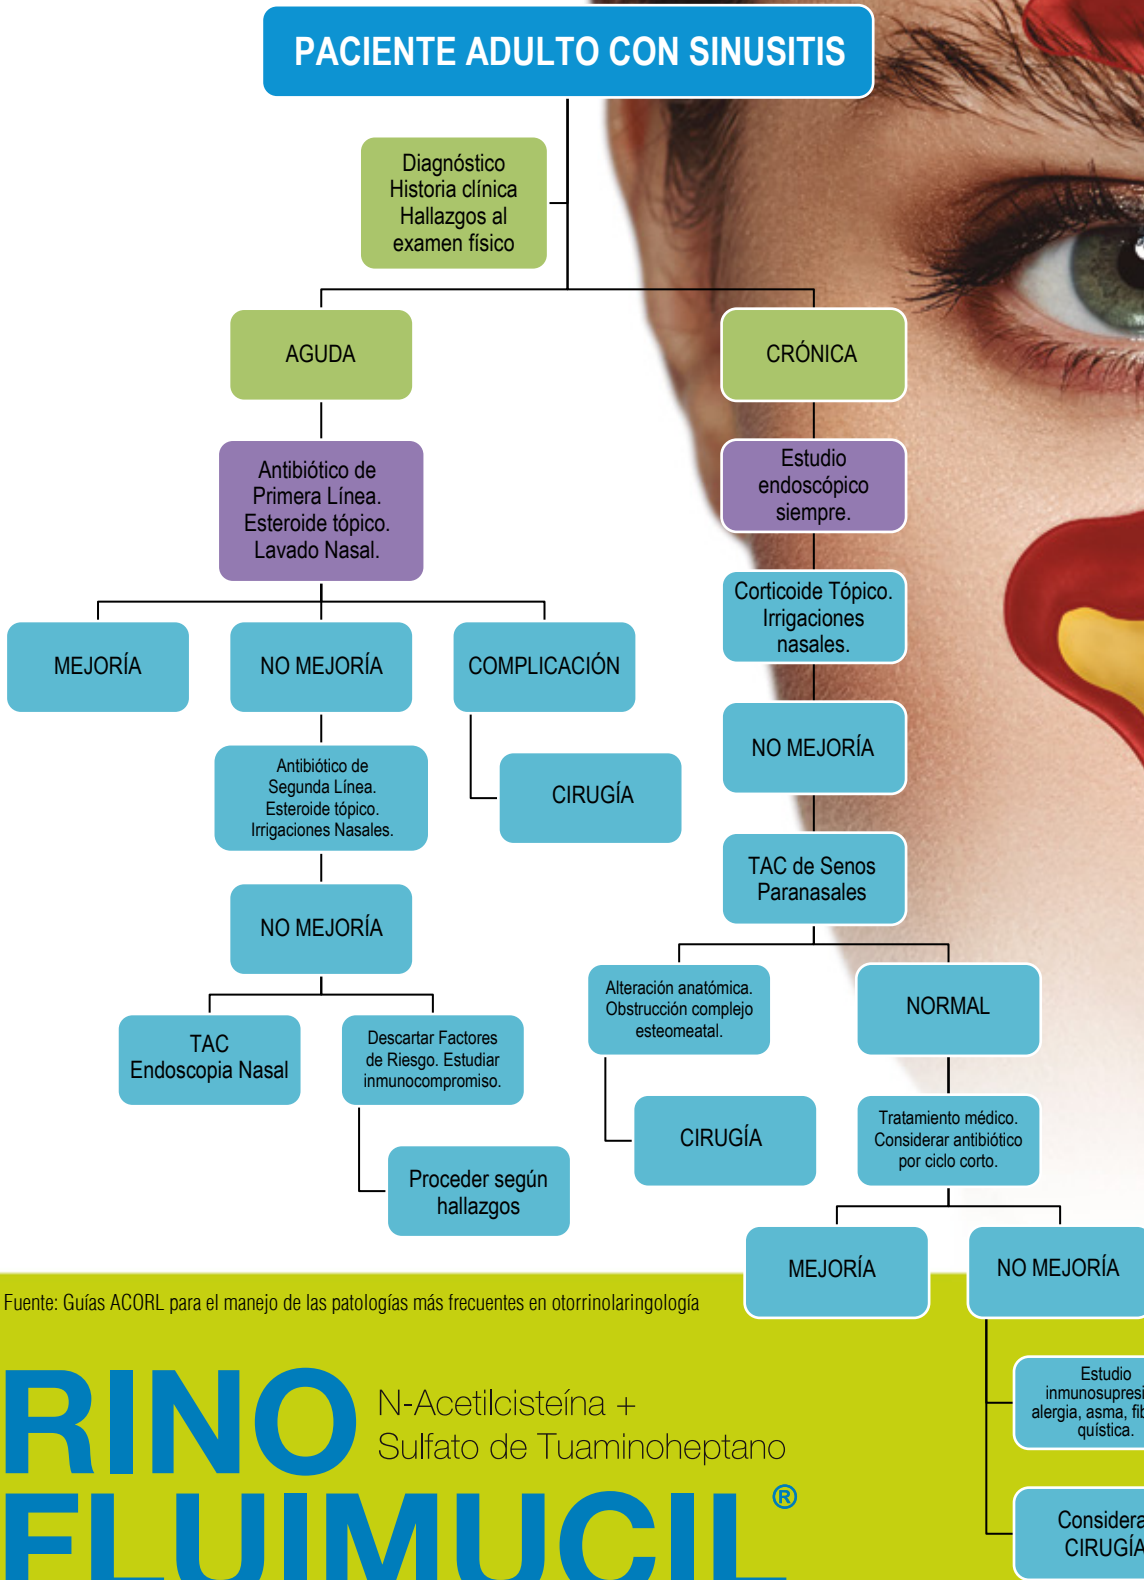 PACIENTE ADULTO CON SINUSITIS
Diagnóstico
Historia clínica
Hallazgos al
examen físico
AGUDA
CRÓNICA
Antibiótico de
Primera Línea.
Esteroide tópico.
Lavado Nasal.
Estudio
endoscópico
siempre.
Corticoide Tópico.
Irrigaciones
nasales.
MEJORÍA
NO MEJORÍA
COMPLICACIÓN
NO MEJORÍA
Antibiótico de
Segunda Línea.
Esteroide tópico.
Irrigaciones Nasales.
CIRUGÍA
TAC de Senos
Paranasales
NO MEJORÍA
Alteración anatómica.
Obstrucción complejo
esteomeatal.
NORMAL
TAC
Endoscopia Nasal
Descartar Factores
de Riesgo. Estudiar
inmunocompromiso.
CIRUGÍA
Tratamiento médico.
Considerar antibiótico
por ciclo corto.
Proceder según
hallazgos
MEJORÍA
NO MEJORÍA
Fuente: Guías ACORL para el manejo de las patologías más frecuentes en otorrinolaringología
Estudio
alergia, asma,
quística.
CIRUGÍA
RINO
N-Acetilcisteína +
Sulfato de Tuaminoheptano
FLUIMUCIL®